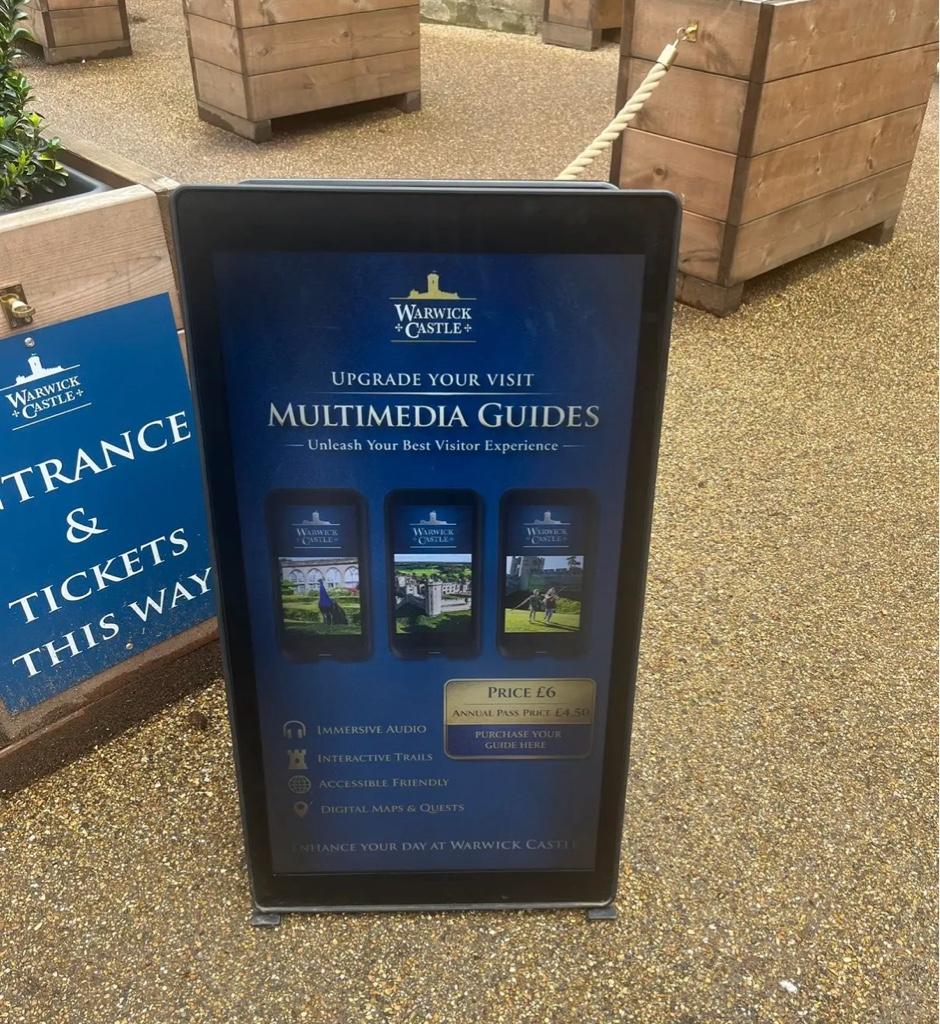 WARWICK
CASTLE
NTRANCE
&
TICKETS
THIS WAY
WARWICK
CASTLE
UPGRADE YOUR VISIT
MULTIMEDIA GUIDES
Unleash Your Best Visitor Experience
WARWICK
CASTLE
WARWICK
CASTLE
WARWICK
CASTLE
PRICE £6
ANNUAL PASS PRICE £4.50
PURCHASE YOUR
GUIDE HERE
IMMERSIVE AUDIO
INTERACTIVE TRAILS
ACCESSIBLE FRIENDLY
DIGITAL MAPS & QUESTS
ENHANCE YOUR DAY AT WARWICK CASTLE